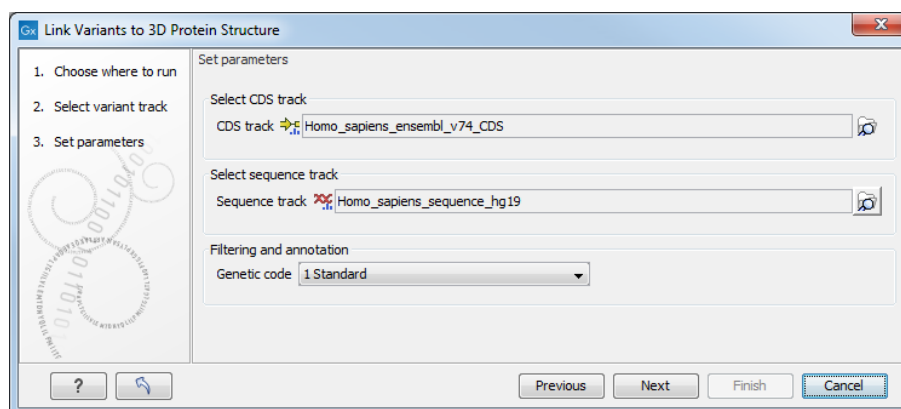 Gx Link Variants to 3D Protein Structure
1. Choose where to run
2. Select variant track
3. Set parameters
Set parameters
Select CDS track
CDS track Homo_sapiens_ensembl_v74_CDS
Select sequence track
Sequence track Homo_sapiens_sequence_hg19
Filtering and annotation
Genetic code 1 Standard
? Previous Next Finish Cancel